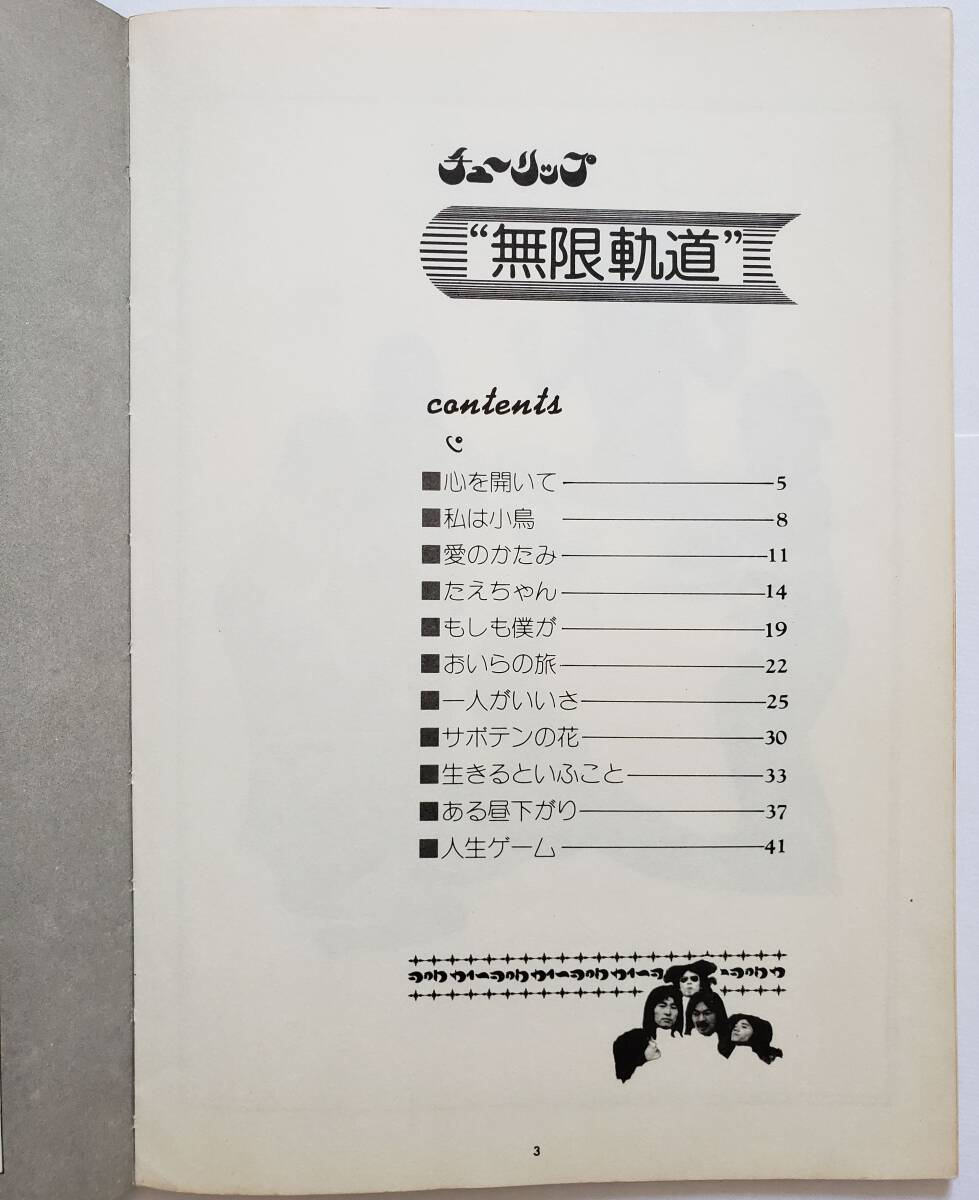 チューリップ
“無限軌道”
contents
■心を開いて 5
■私は小鳥 8
■愛のかたみ 11
■たえちゃん 14
■もしも僕が 19
■おいらの旅 22
■一人がいいさ 25
■サボテンの花 30
■生きるといふこと 33
■ある昼下がり 37
■人生ゲーム 41
3